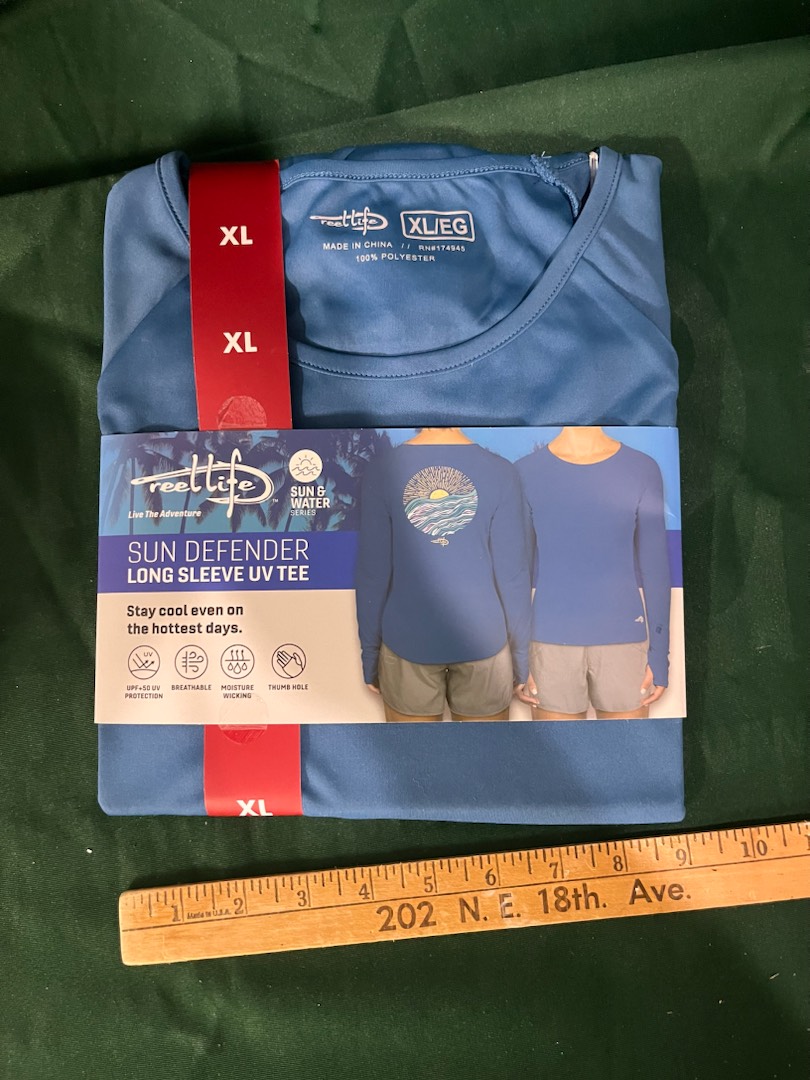 XL
XL
reel life
XL/EG
MADE IN CHINA // RN#174945
100% POLYESTER
reel life™
Live The Adventure
SUN &
WATER
SERIES
SUN DEFENDER
LONG SLEEVE UV TEE
Stay cool even on
the hottest days.
UV
UPF+50 UV
PROTECTION
BREATHABLE
MOISTURE
WICKING
THUMB HOLE
XL
1 2 3 4 5 6 7 8 9 10
Made in U.S.A.
202 N. E. 18th. Ave.